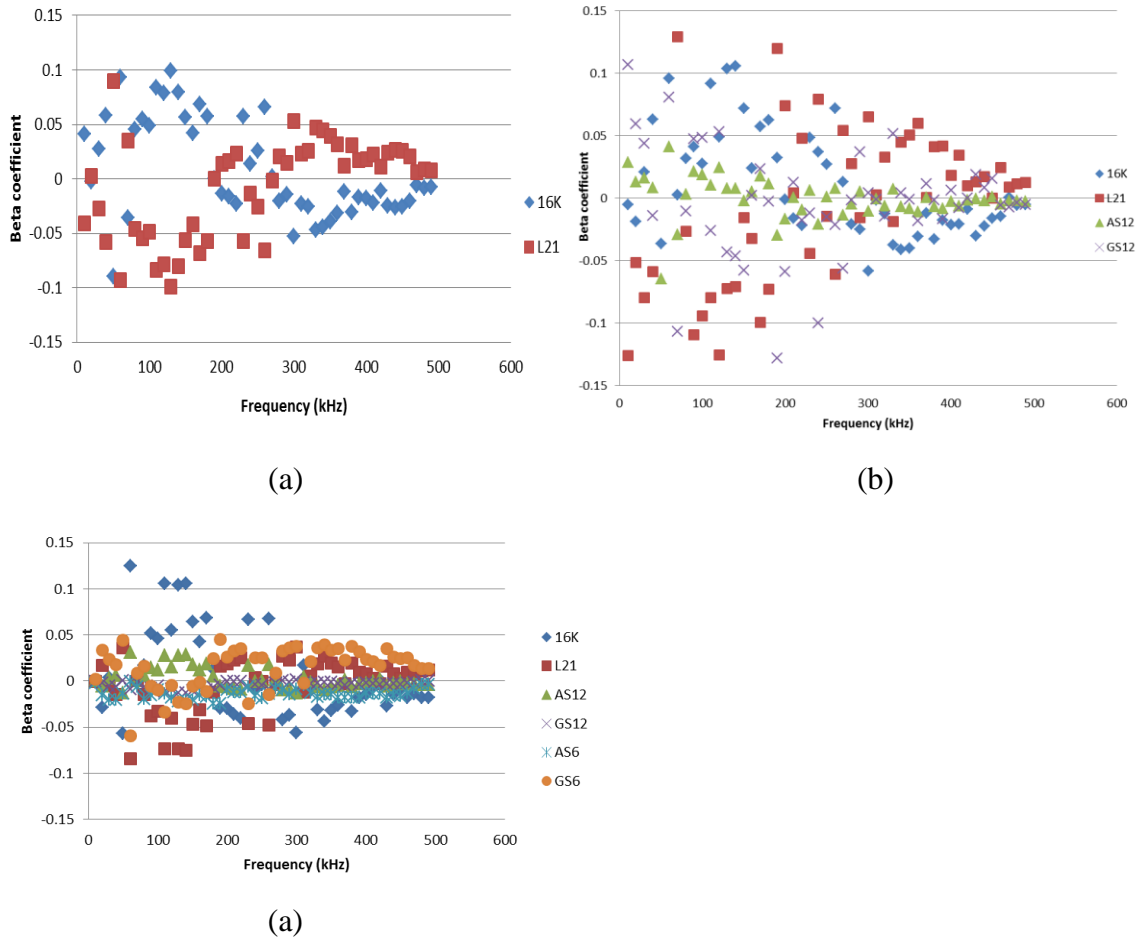 0.15
0.1
0.05
0
-0.05
-0.1
-0.15
0 100 200 300 400 500 600
Beta coefficient
Frequency (kHz)
16K
L21
(a)
0.15
0.1
0.05
0
-0.05
-0.1
-0.15
0 100 200 300 400 500 600
Beta coefficient
Frequency (kHz)
16K
L21
AS12
GS12
(b)
0.15
0.1
0.05
0
-0.05
-0.1
-0.15
0 100 200 300 400 500 600
Beta coefficient
Frequency (kHz)
16K
L21
AS12
GS12
AS6
GS6
(a)